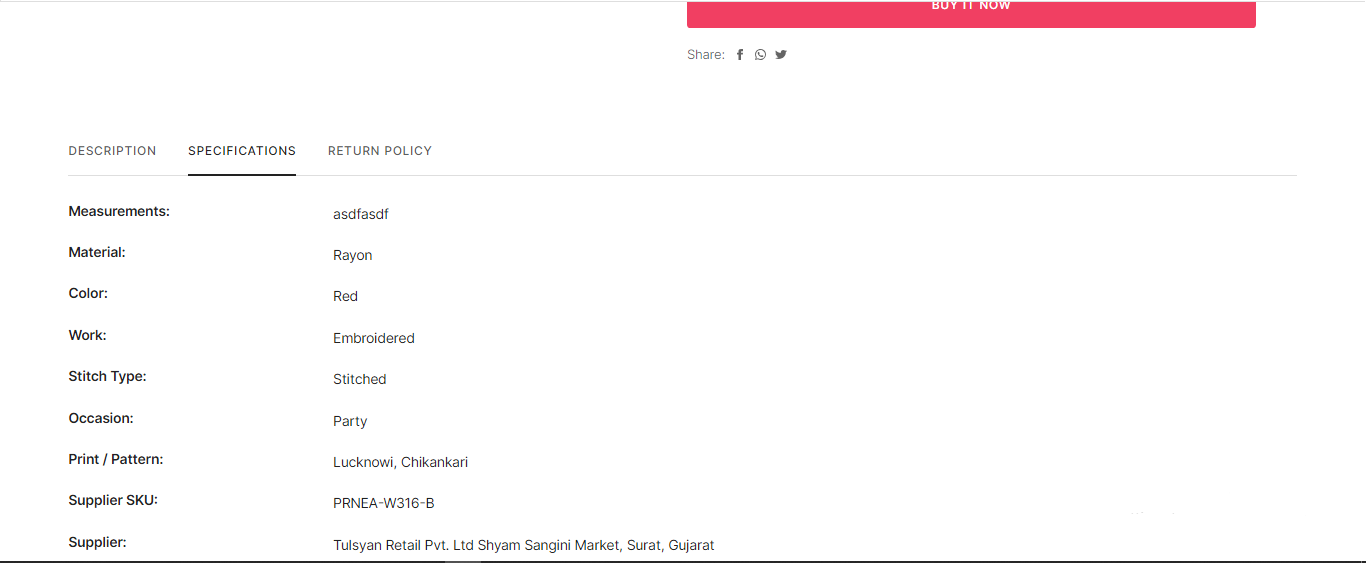 BUY IT NOW
Share:
DESCRIPTION SPECIFICATIONS RETURN POLICY
Measurements: asdfasdf
Material: Rayon
Color: Red
Work: Embroidered
Stitch Type: Stitched
Occasion: Party
Print / Pattern: Lucknowi, Chikankari
Supplier SKU: PRNEA-W316-B
Supplier: Tulsyan Retail Pvt. Ltd Shyam Sangini Market, Surat, Gujarat